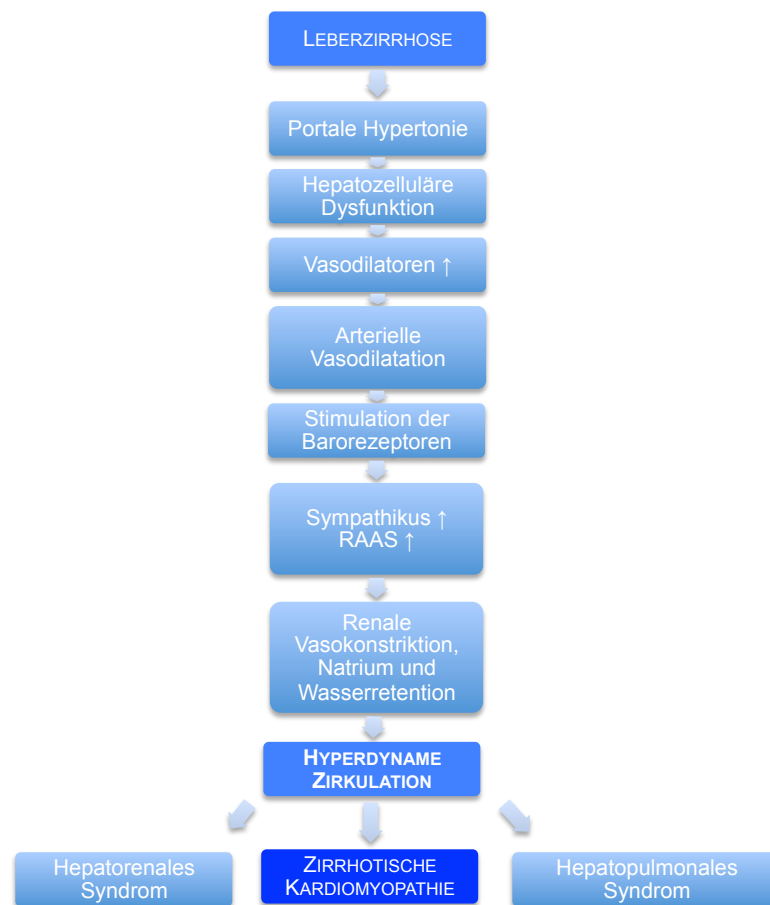 LEBERZIRRHOSE
Portale Hypertonie
Hepatozelluläre
Dysfunktion
Vasodilatoren ↑
Arterielle
Vasodilatation
Stimulation der
Barorezeptoren
Sympathikus ↑
RAAS ↑
Renale
Vasokonstriktion,
Natrium und
Wasserretention
HYPERDYNAME
ZIRKULATION
Hepatorenales
Syndrom
ZIRRHOTISCHE
KARDIOMYOPATHIE
Hepatopulmonales
Syndrom